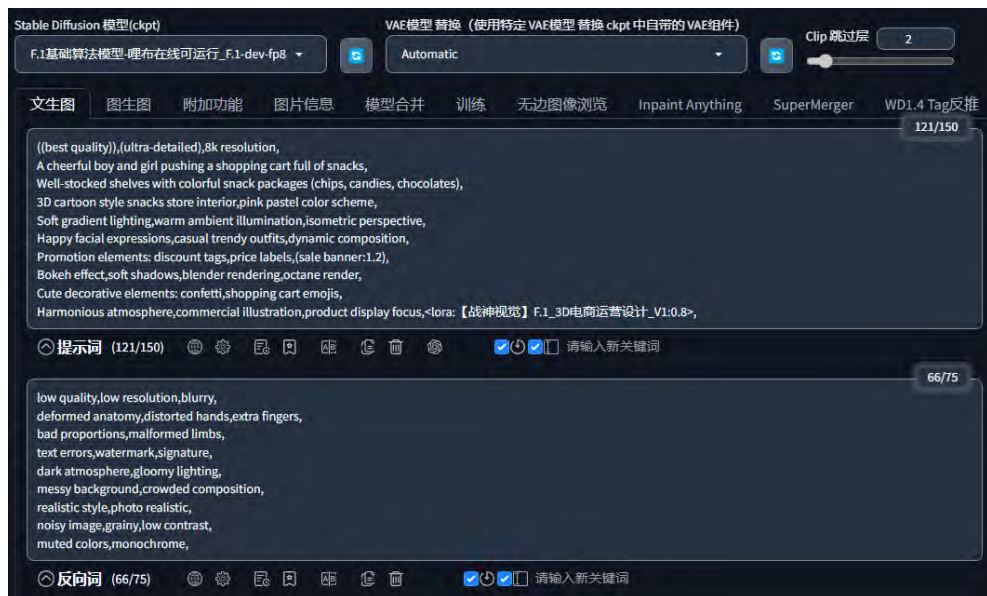 Stable Diffusion 模型(ckpt)
VAE模型 替换（使用特定 VAE模型 替换 ckpt 中自带的 VAE组件）
Clip 跳过层
2
F.1基础算法模型-哩布在线可运行_F.1-dev-fp8
Automatic
文生图 图生图 附加功能 图片信息 模型合并 训练 无边图像浏览 Inpaint Anything SuperMerger WD1.4 Tag反推
121/150
((best quality)),(ultra-detailed),8k resolution,
A cheerful boy and girl pushing a shopping cart full of snacks,
Well-stocked shelves with colorful snack packages (chips, candies, chocolates),
3D cartoon style snacks store interior,pink pastel color scheme,
Soft gradient lighting,warm ambient illumination,isometric perspective,
Happy facial expressions,casual trendy outfits,dynamic composition,
Promotion elements: discount tags,price labels,(sale banner:1.2),
Bokeh effect,soft shadows,blender rendering,octane render,
Cute decorative elements: confetti,shopping cart emojis,
Harmonious atmosphere,commercial illustration,product display focus,<lora:【战神视觉】F.1_3D电商运营设计_V1:0.8>,
提示词 (121/150) 请输入新关键词
66/75
low quality,low resolution,blurry,
deformed anatomy,distorted hands,extra fingers,
bad proportions,malformed limbs,
text errors,watermark,signature,
dark atmosphere,gloomy lighting,
messy background,crowded composition,
realistic style,photo realistic,
noisy image,grainy,low contrast,
muted colors,monochrome,
反向词 (66/75) 请输入新关键词